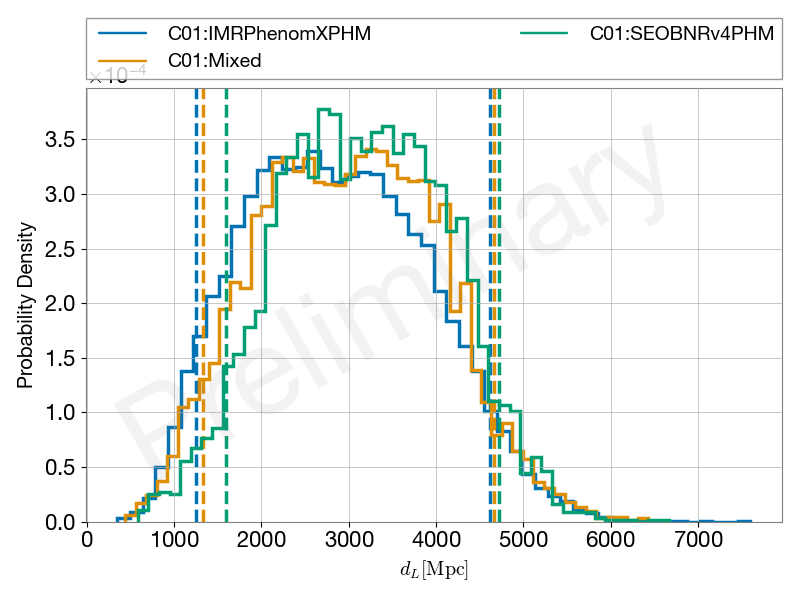 C01:IMRPhenomXPHM C01:SEOBNRv4PHM
C01:Mixed
×10⁻⁴
3.5
3.0
2.5
2.0
1.5
1.0
0.5
0.0
Probability Density
Preliminary
0 1000 2000 3000 4000 5000 6000 7000
d_L[Mpc]